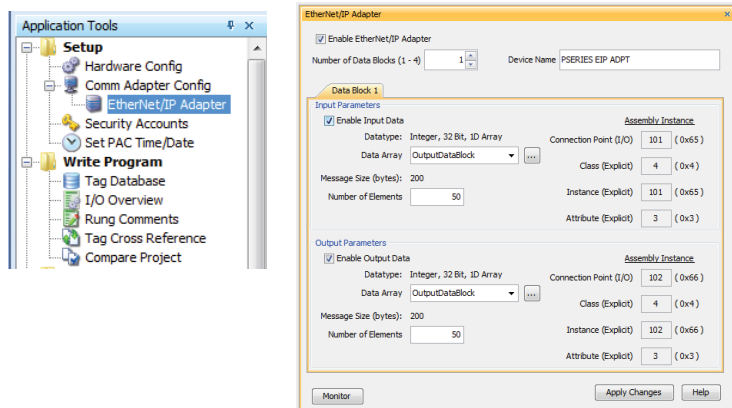 Application Tools
Setup
Hardware Config
Comm Adapter Config
EtherNet/IP Adapter
Security Accounts
Set PAC Time/Date
Write Program
Tag Database
I/O Overview
Rung Comments
Tag Cross Reference
Compare Project
EtherNet/IP Adapter
Enable EtherNet/IP Adapter
Number of Data Blocks (1 - 4) 1 Device Name PSERIES EIP ADPT
Data Block 1
Input Parameters
Enable Input Data Assembly Instance
Datatype: Integer, 32 Bit, 1D Array Connection Point (I/O) 101 ( 0x65 )
Data Array OutputDataBlock ... Class (Explicit) 4 ( 0x4 )
Message Size (bytes): 200
Number of Elements 50 Instance (Explicit) 101 ( 0x65 )
Attribute (Explicit) 3 ( 0x3 )
Output Parameters
Enable Output Data Assembly Instance
Datatype: Integer, 32 Bit, 1D Array Connection Point (I/O) 102 ( 0x66 )
Data Array OutputDataBlock ... Class (Explicit) 4 ( 0x4 )
Message Size (bytes): 200
Number of Elements 50 Instance (Explicit) 102 ( 0x66 )
Attribute (Explicit) 3 ( 0x3 )
Monitor Apply Changes Help